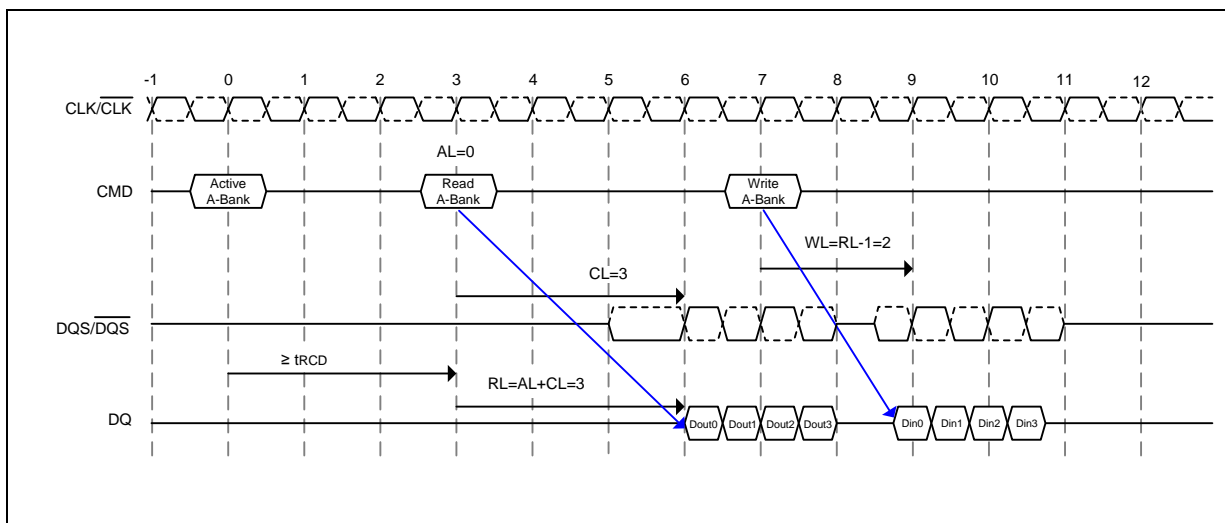 -1 0 1 2 3 4 5 6 7 8 9 10 11 12
CLK/CLK
AL=0
CMD
Active
A-Bank
Read
A-Bank
Write
A-Bank
WL=RL-1=2
CL=3
DQS/DQS
≥ tRCD
RL=AL+CL=3
DQ
Dout0 Dout1 Dout2 Dout3 Din0 Din1 Din2 Din3